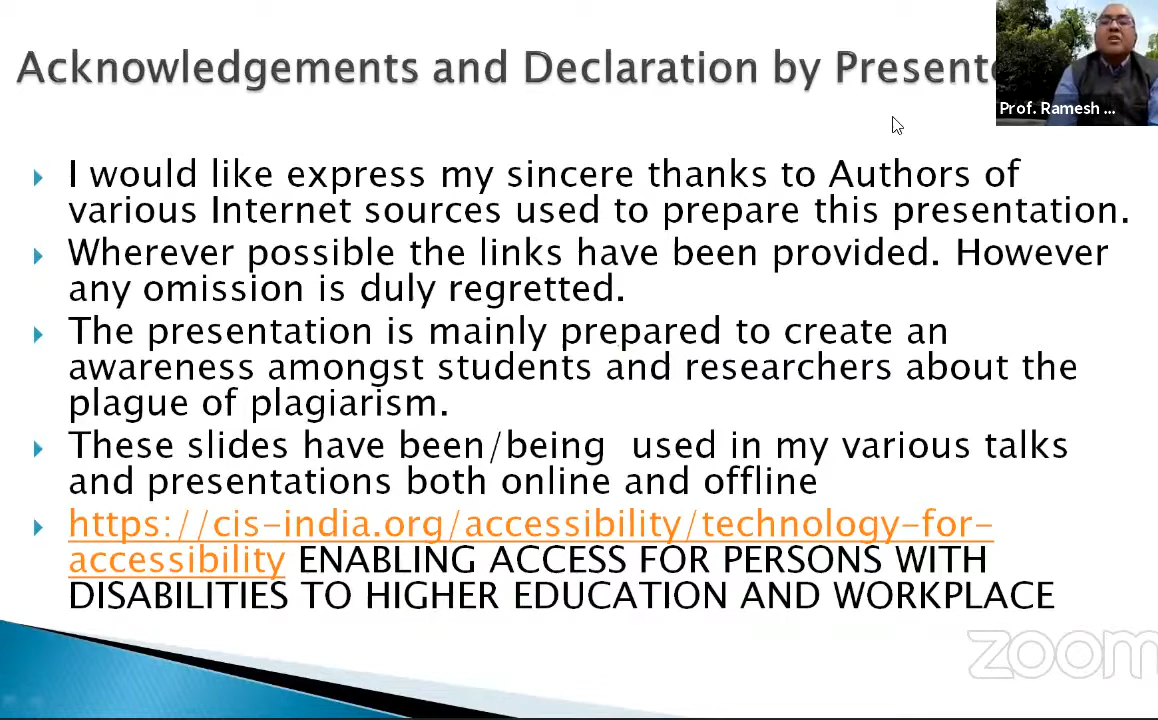 Acknowledgements and Declaration by Present
Prof. Ramesh ...
I would like express my sincere thanks to Authors of
various Internet sources used to prepare this presentation.
Wherever possible the links have been provided. However
any omission is duly regretted.
The presentation is mainly prepared to create an
awareness amongst students and researchers about the
plague of plagiarism.
These slides have been/being  used in my various talks
and presentations both online and offline
https://cis-india.org/accessibility/technology-for-
accessibility ENABLING ACCESS FOR PERSONS WITH
DISABILITIES TO HIGHER EDUCATION AND WORKPLACE
zoom